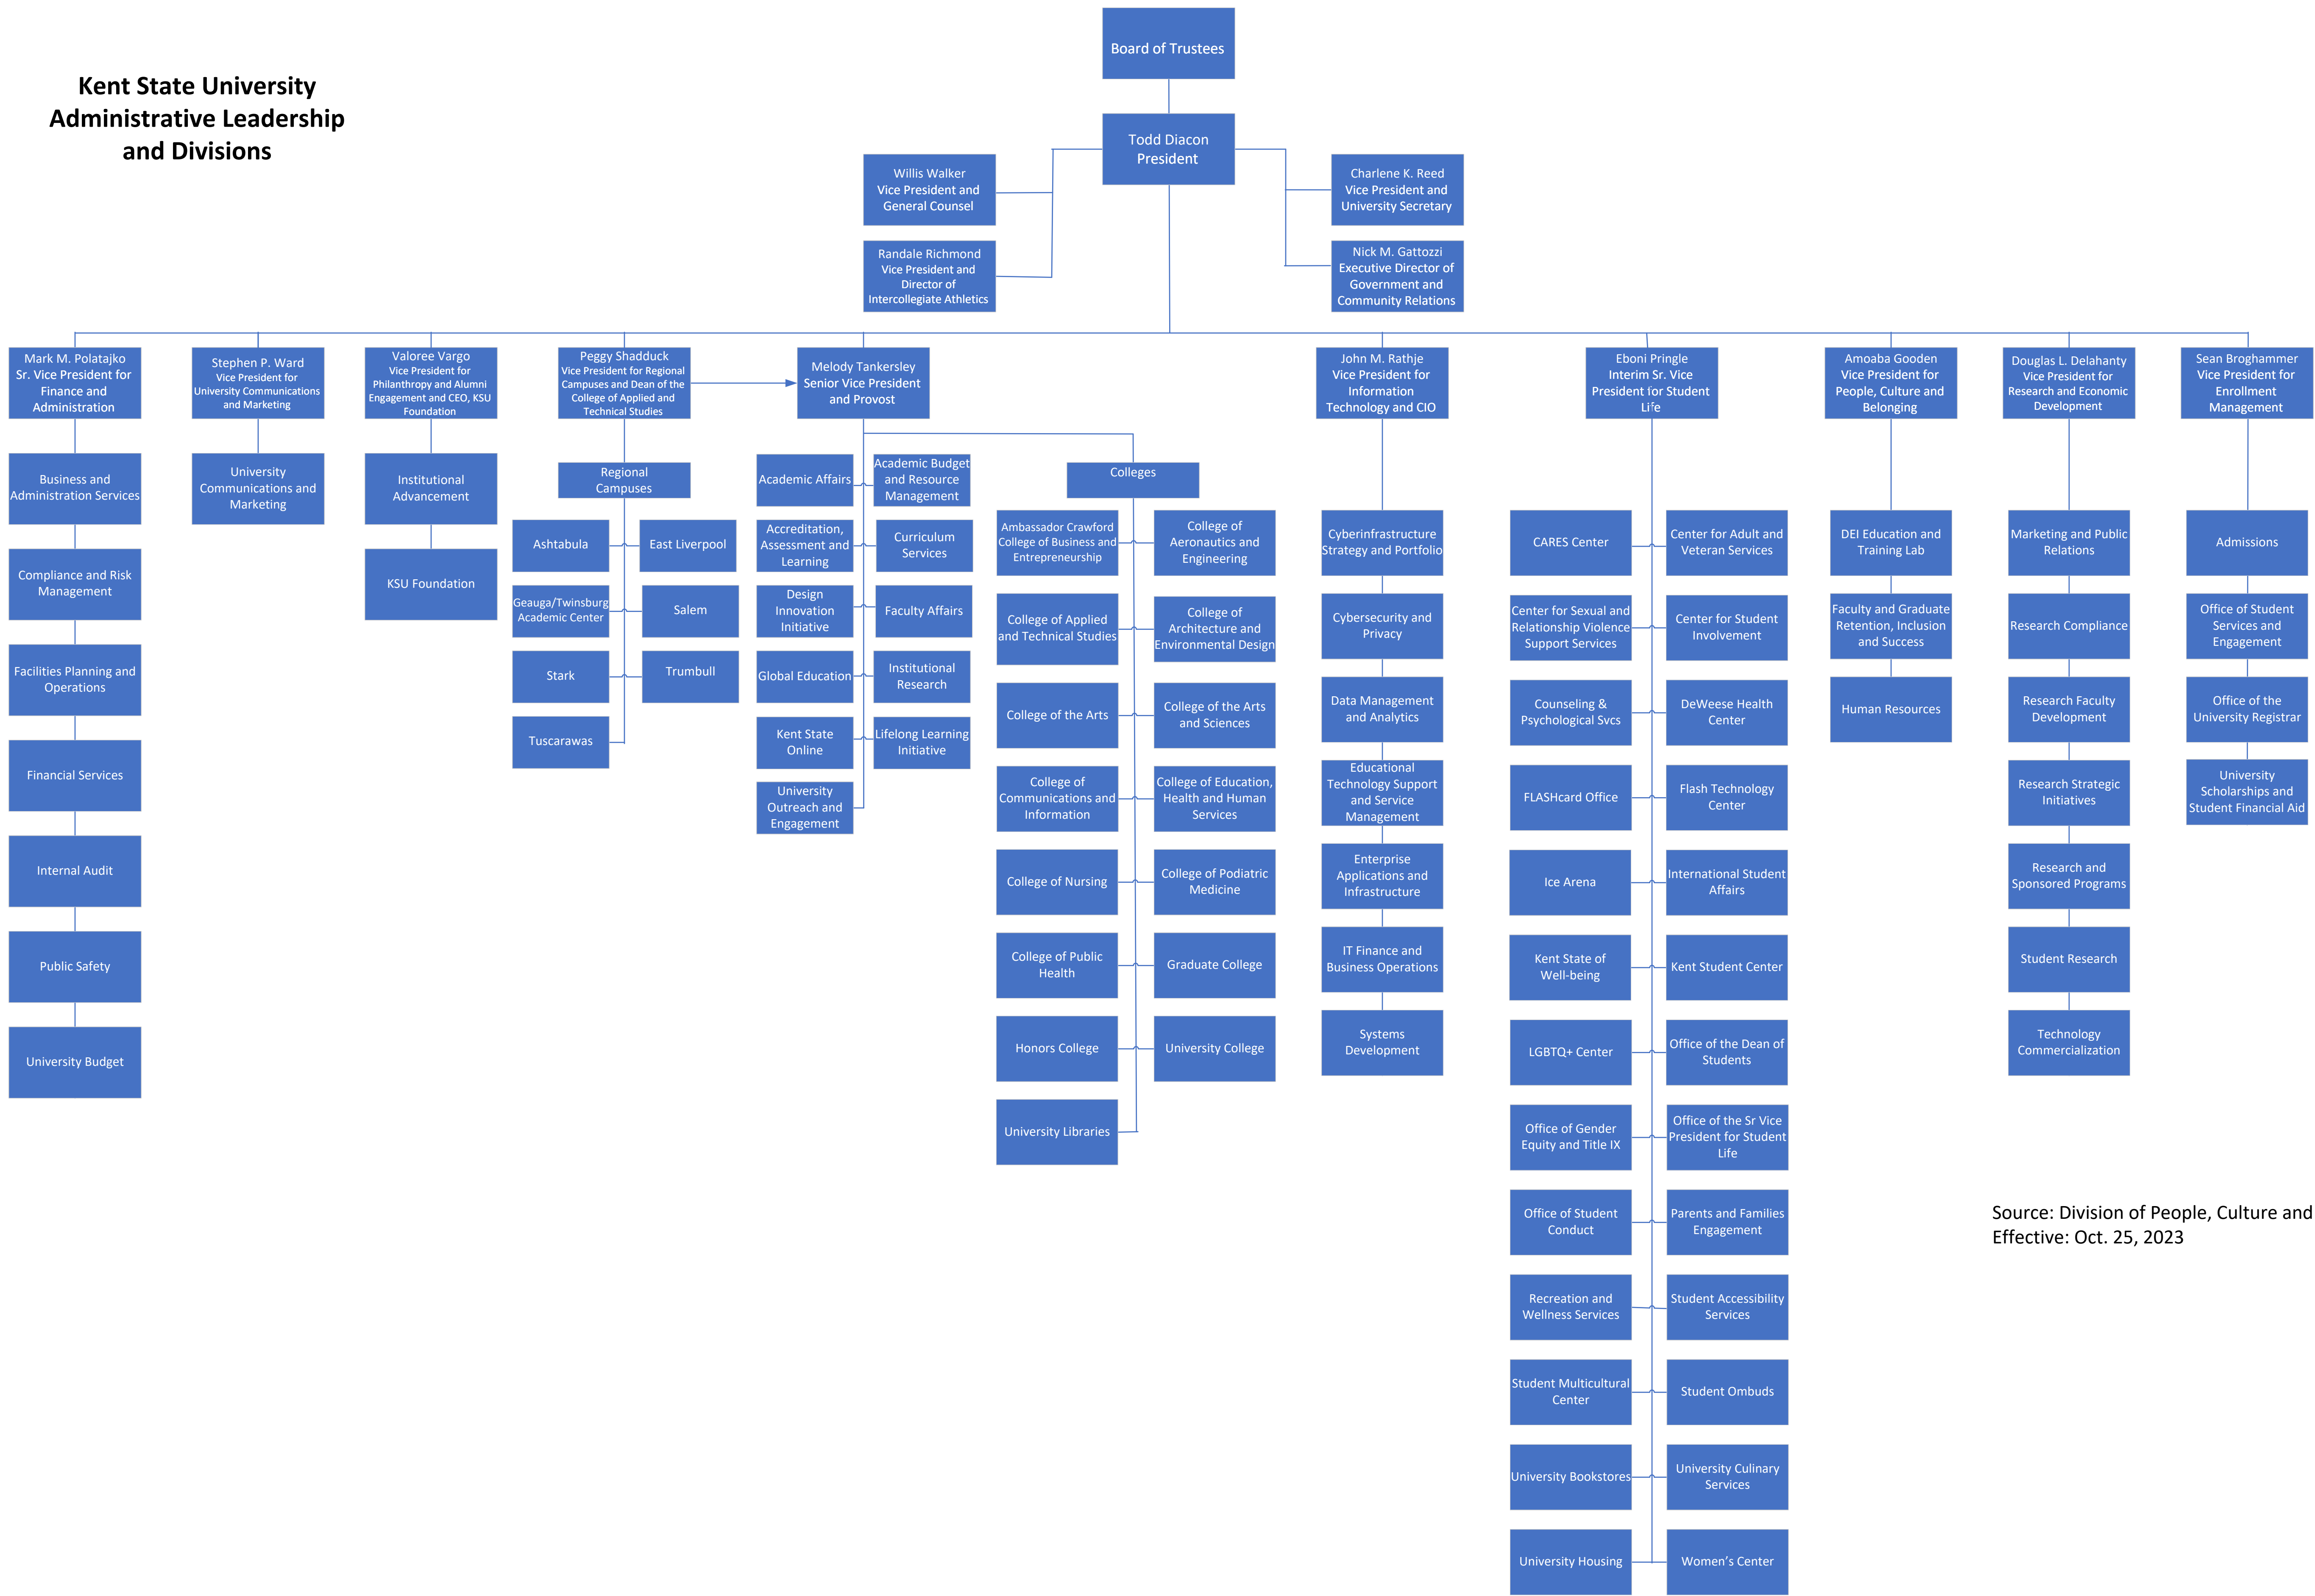 Board of Trustees
Kent State University
Administrative Leadership
and Divisions
Todd Diacon
President
Willis Walker
Vice President and
General Counsel
Charlene K. Reed
Vice President and
University Secretary
Randale Richmond
Vice President and
Director of
Intercollegiate Athletics
Nick M. Gattozzi
Executive Director of
Government and
Community Relations
Mark M. Polatajko
Sr. Vice President for
Finance and
Administration
Stephen P. Ward
Vice President for
University Communications
and Marketing
Valoree Vargo
Vice President for
Philanthropy and Alumni
Engagement and CEO, KSU
Foundation
Peggy Shadduck
Vice President for Regional
Campuses and Dean of the
College of Applied and
Technical Studies
Melody Tankersley
Senior Vice President
and Provost
John M. Rathje
Vice President for
Information
Technology and CIO
Eboni Pringle
Interim Sr. Vice
President for Student
Life
Amoaba Gooden
Vice President for
People, Culture and
Belonging
Douglas L. Delahanty
Vice President for
Research and Economic
Development
Sean Broghammer
Vice President for
Enrollment
Management
Business and
Administration Services
Compliance and Risk
Management
Facilities Planning and
Operations
Financial Services
Internal Audit
Public Safety
University Budget
University
Communications and
Marketing
Institutional
Advancement
KSU Foundation
Regional
Campuses
Ashtabula
East Liverpool
Geauga/Twinsburg
Academic Center
Salem
Stark
Trumbull
Tuscarawas
Academic Affairs
Academic Budget
and Resource
Management
Accreditation,
Assessment and
Learning
Curriculum
Services
Design
Innovation
Initiative
Faculty Affairs
Global Education
Institutional
Research
Kent State
Online
Lifelong Learning
Initiative
University
Outreach and
Engagement
Colleges
Ambassador Crawford
College of Business and
Entrepreneurship
College of
Aeronautics and
Engineering
College of Applied
and Technical Studies
College of
Architecture and
Environmental Design
College of the Arts
College of the Arts
and Sciences
College of
Communications and
Information
College of Education,
Health and Human
Services
College of Nursing
College of Podiatric
Medicine
College of Public
Health
Graduate College
Honors College
University College
University Libraries
Cyberinfrastructure
Strategy and Portfolio
Cybersecurity and
Privacy
Data Management
and Analytics
Educational
Technology Support
and Service
Management
Enterprise
Applications and
Infrastructure
IT Finance and
Business Operations
Systems
Development
CARES Center
Center for Adult and
Veteran Services
Center for Sexual and
Relationship Violence
Support Services
Center for Student
Involvement
Counseling &
Psychological Svcs
DeWeese Health
Center
FLASHcard Office
Flash Technology
Center
Ice Arena
International Student
Affairs
Kent State of
Well-being
Kent Student Center
LGBTQ+ Center
Office of the Dean of
Students
Office of Gender
Equity and Title IX
Office of the Sr Vice
President for Student
Life
Office of Student
Conduct
Parents and Families
Engagement
Recreation and
Wellness Services
Student Accessibility
Services
Student Multicultural
Center
Student Ombuds
University Bookstores
University Culinary
Services
University Housing
Women's Center
DEI Education and
Training Lab
Faculty and Graduate
Retention, Inclusion
and Success
Human Resources
Marketing and Public
Relations
Research Compliance
Research Faculty
Development
Research Strategic
Initiatives
Research and
Sponsored Programs
Student Research
Technology
Commercialization
Admissions
Office of Student
Services and
Engagement
Office of the
University Registrar
University
Scholarships and
Student Financial Aid
Source: Division of People, Culture and
Effective: Oct. 25, 2023